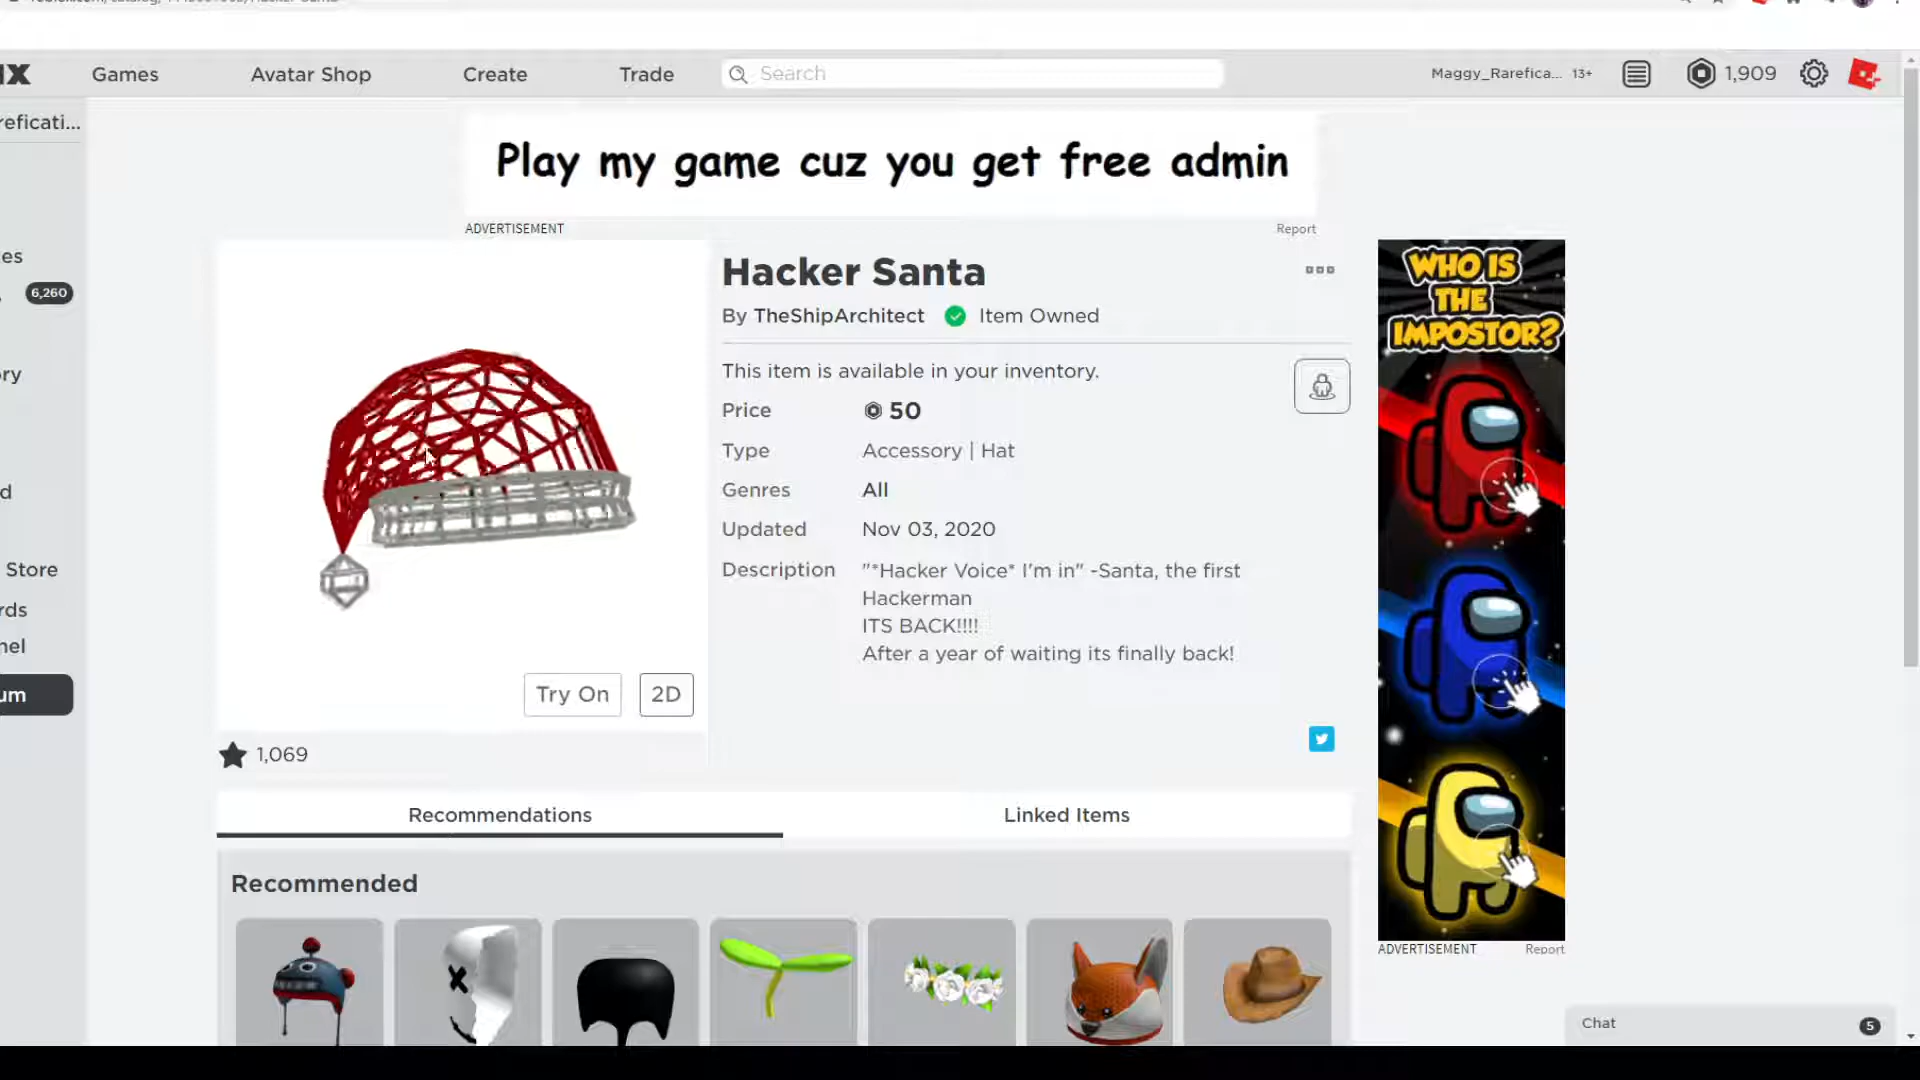 Games
Avatar Shop
Create
Trade
Search
Maggy_Rarefica... 13+
1,909
eficati...
Play my game cuz you get free admin
ADVERTISEMENT
Report
es
6,260
ry
d
Store
rds
nel
um
Hacker Santa
By TheShipArchitect
Item Owned
This item is available in your inventory.
Price 50
Type Accessory | Hat
Genres All
Updated Nov 03, 2020
Description "*Hacker Voice* I'm in" -Santa, the first
Hackerman
ITS BACK!!!!
After a year of waiting its finally back!
Try On
2D
1,069
WHO IS
THE
IMPOSTOR?
ADVERTISEMENT
Report
Recommendations
Linked Items
Recommended
Chat
5